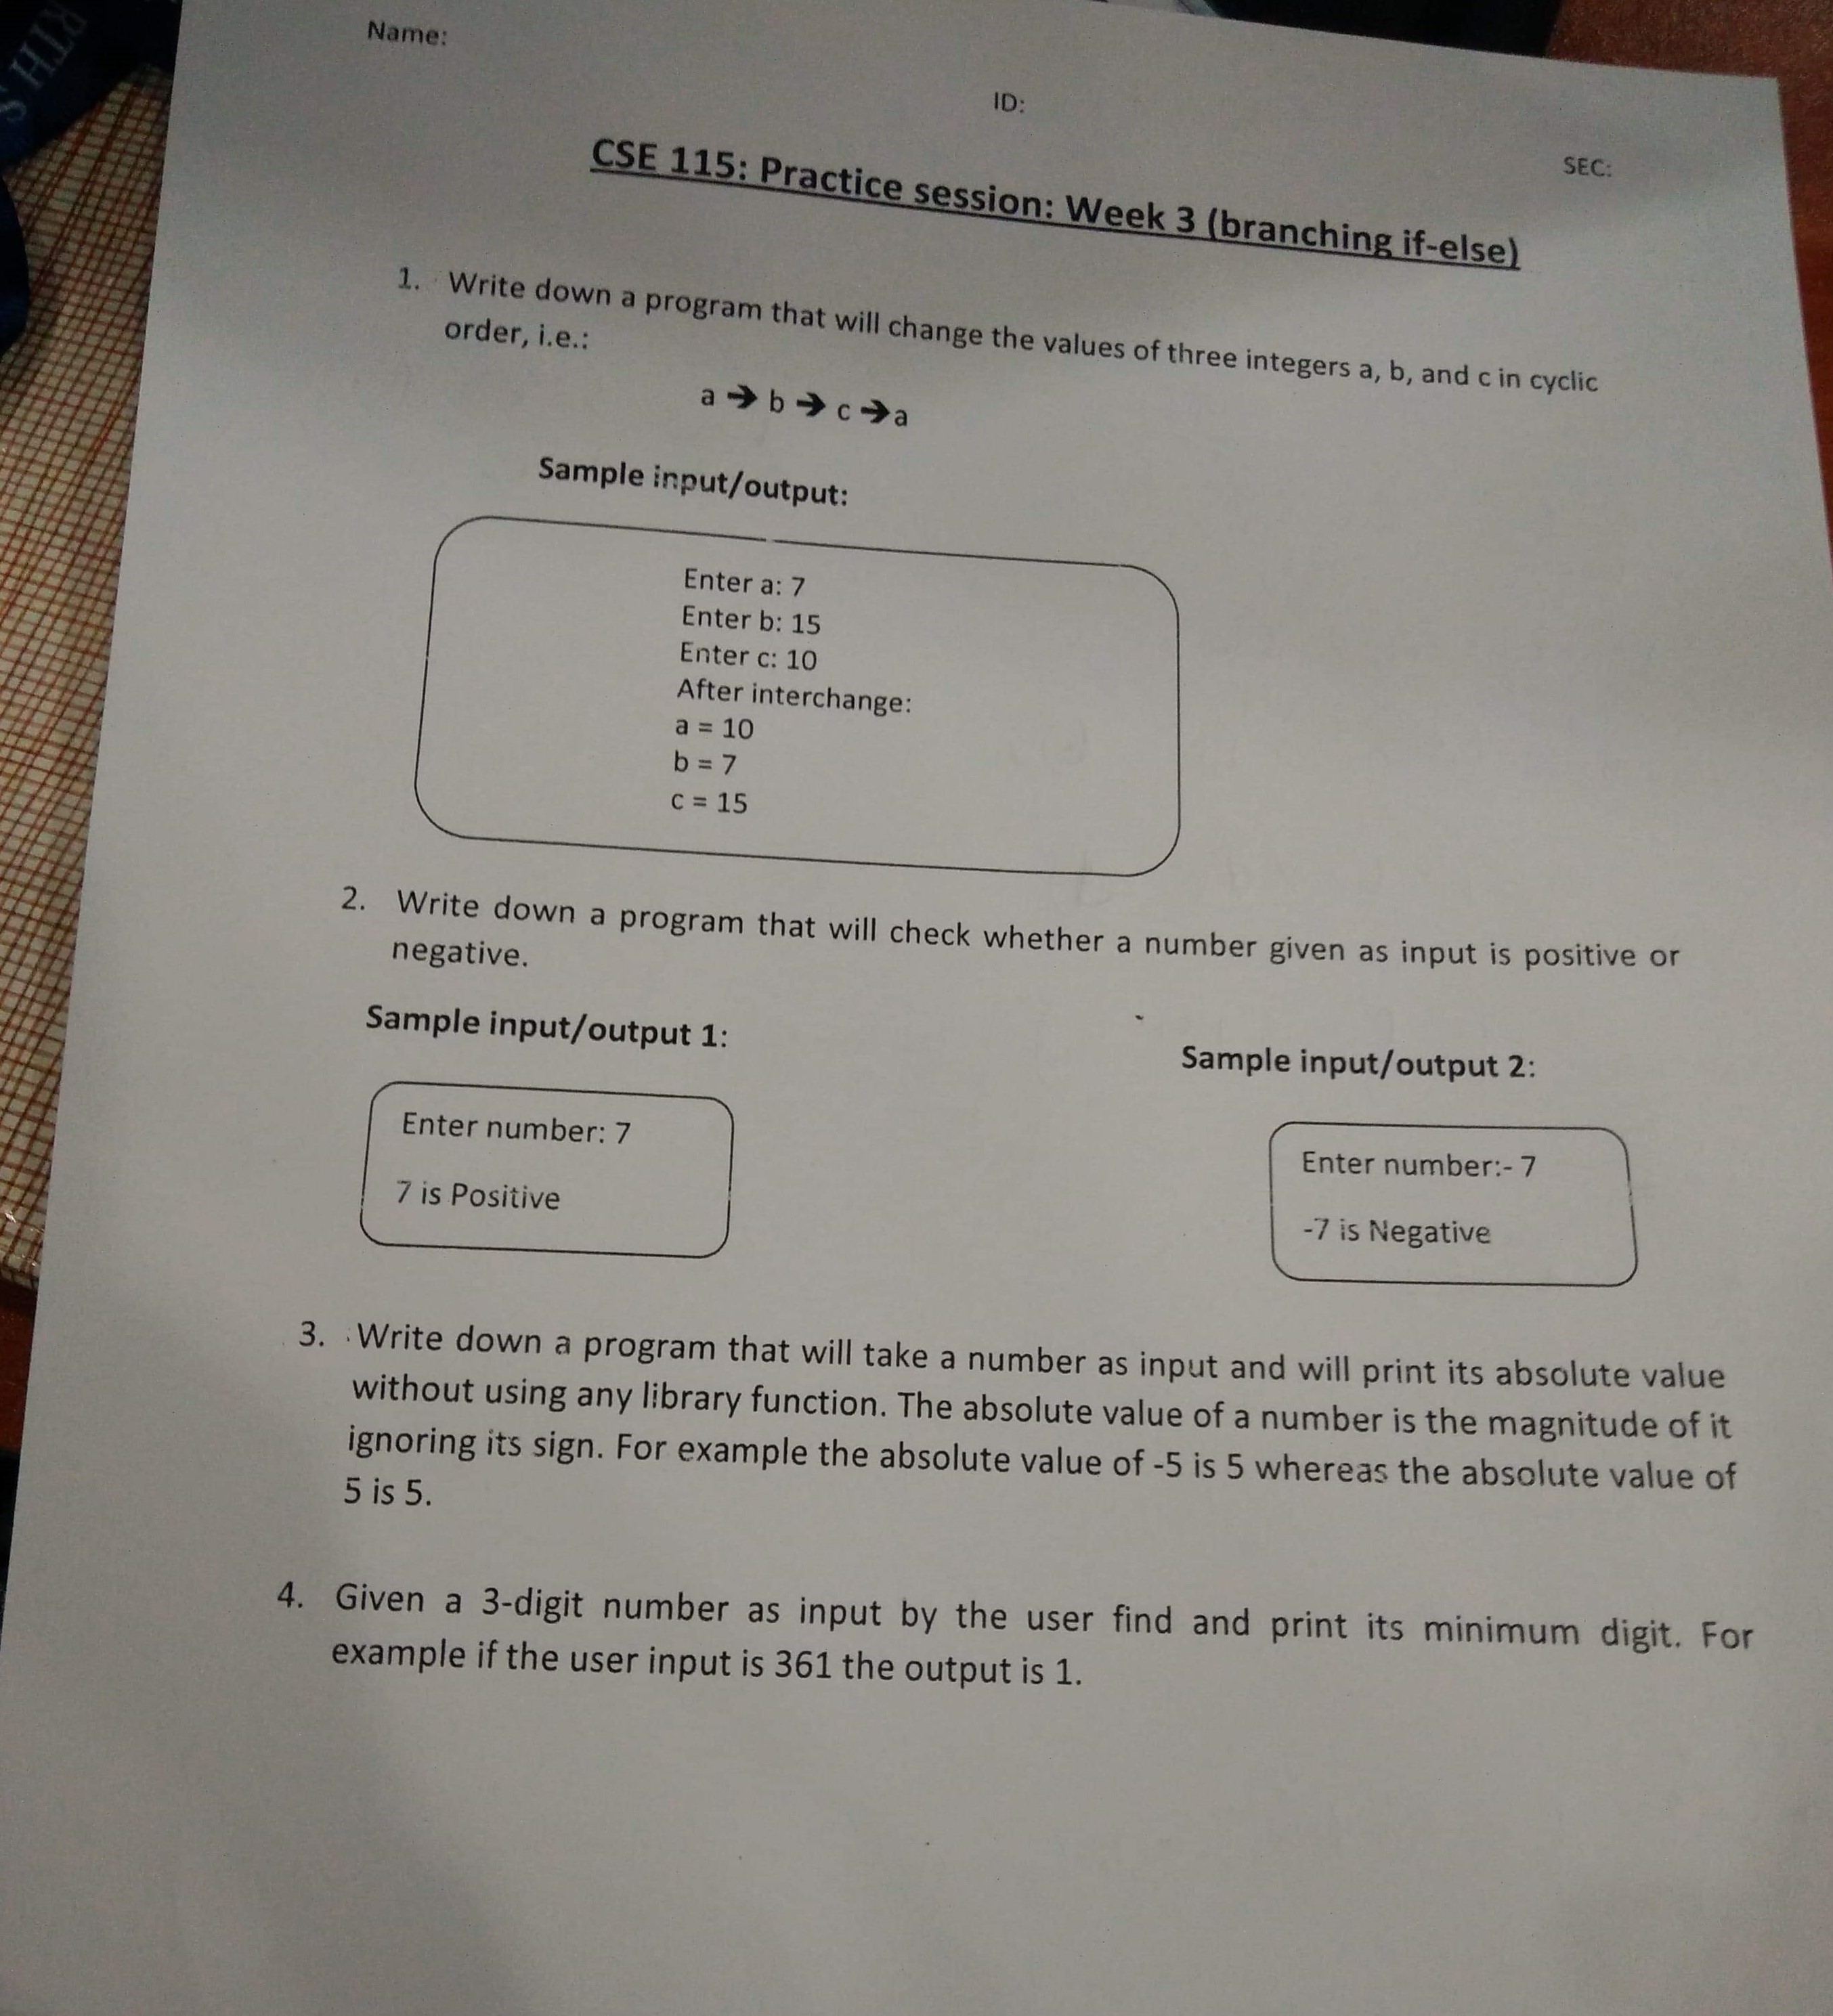 RTH S
Name:
ID:
SEC:
CSE 115: Practice session: Week 3 (branching if-else)
1. Write down a program that will change the values of three integers a, b, and c in cyclic
order, i.e.:
a ➔ b ➔ c ➔a
Sample input/output:
Enter a: 7
Enter b: 15
Enter c: 10
After interchange:
a = 10
b = 7
c = 15
2. Write down a program that will check whether a number given as input is positive or
negative.
Sample input/output 1:
Enter number: 7
7 is Positive
Sample input/output 2:
Enter number:- 7
-7 is Negative
3. Write down a program that will take a number as input and will print its absolute value
without using any library function. The absolute value of a number is the magnitude of it
ignoring its sign. For example the absolute value of -5 is 5 whereas the absolute value of
5 is 5.
4. Given a 3-digit number as input by the user find and print its minimum digit. For
example if the user input is 361 the output is 1.